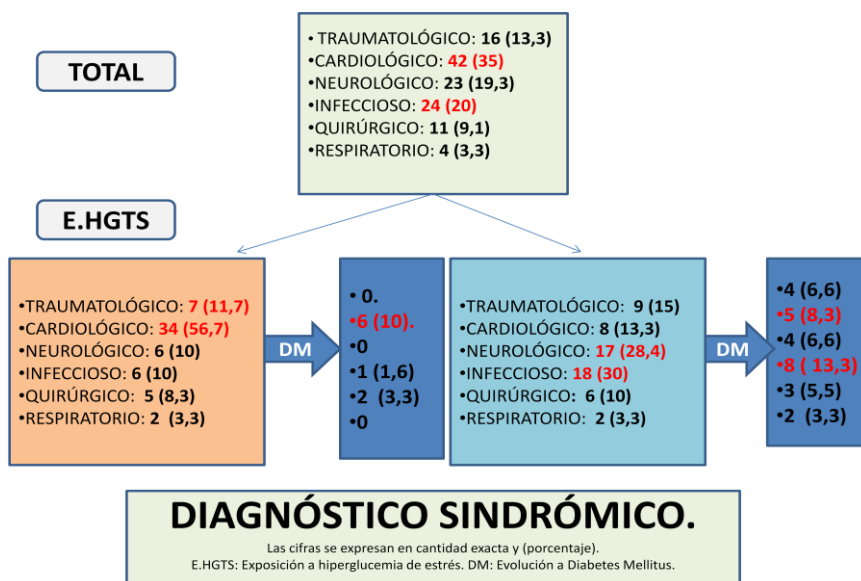 TOTAL
• TRAUMATOLÓGICO: 16 (13,3)
•CARDIOLÓGICO: 42 (35)
•NEUROLÓGICO: 23 (19,3)
•INFECCIOSO: 24 (20)
•QUIRÚRGICO: 11 (9,1)
•RESPIRATORIO: 4 (3,3)
E.HGTS
•TRAUMATOLÓGICO: 7 (11,7)
•CARDIOLÓGICO: 34 (56,7)
•NEUROLÓGICO: 6 (10)
•INFECCIOSO: 6 (10)
•QUIRÚRGICO: 5 (8,3)
•RESPIRATORIO: 2 (3,3)
DM
• 0.
•6 (10).
•0
•1 (1,6)
•2 (3,3)
•0
•TRAUMATOLÓGICO: 9 (15)
•CARDIOLÓGICO: 8 (13,3)
•NEUROLÓGICO: 17 (28,4)
•INFECCIOSO: 18 (30)
•QUIRÚRGICO: 6 (10)
•RESPIRATORIO: 2 (3,3)
DM
•4 (6,6)
•5 (8,3)
•4 (6,6)
•8 ( 13,3)
•3 (5,5)
•2 (3,3)
DIAGNÓSTICO SINDRÓMICO.
Las cifras se expresan en cantidad exacta y (porcentaje).
E.HGTS: Exposición a hiperglucemia de estrés. DM: Evolución a Diabetes Mellitus.